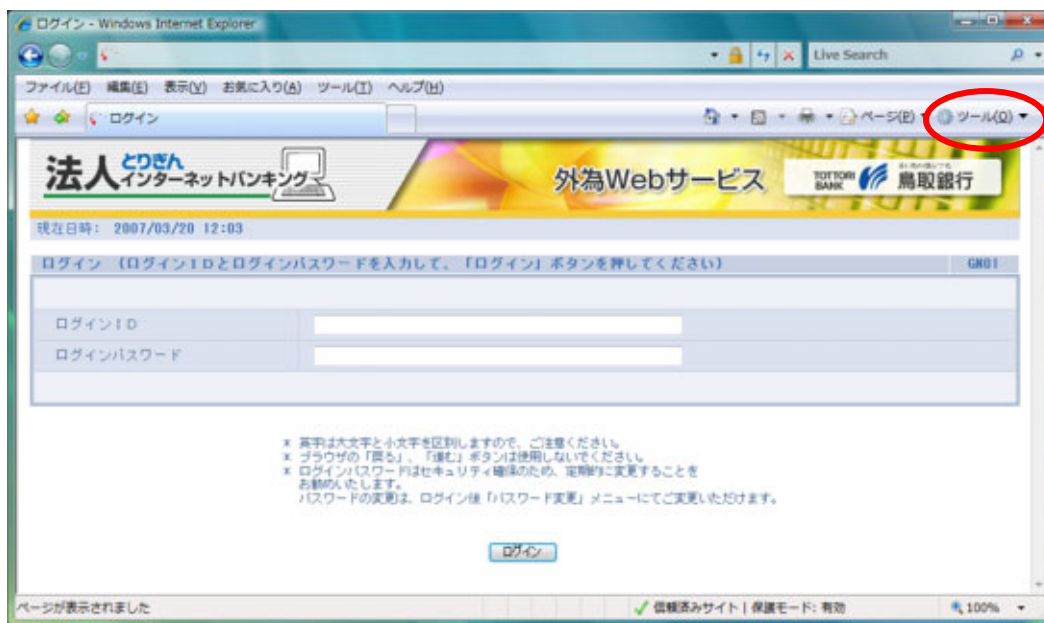 ログイン - Windows Internet Explorer
Live Search
ファイル(F) 編集(E) 表示(V) お気に入り(A) ツール(T) ヘルプ(H)
ログイン
ページ(P) ツール(O)
法人 とりぎん インターネットバンキング
外為Webサービス
TOTTORI BANK 鳥取銀行
現在日時: 2007/03/20 12:03
ログイン (ログインIDとログインパスワードを入力して、「ログイン」ボタンを押してください) GN01
ログインID
ログインパスワード
* 英字は大文字と小文字を区別しますので、ご注意ください。
* ブラウザの「戻る」、「進む」ボタンは使用しないでください。
* ログインパスワードはセキュリティ確保のため、定期的に変更することを
お勧めいたします。
パスワードの変更は、ログイン後「パスワード変更」メニューにてご変更いただけます。
ログイン
ページが表示されました
信頼済みサイト | 保護モード: 有効
100%